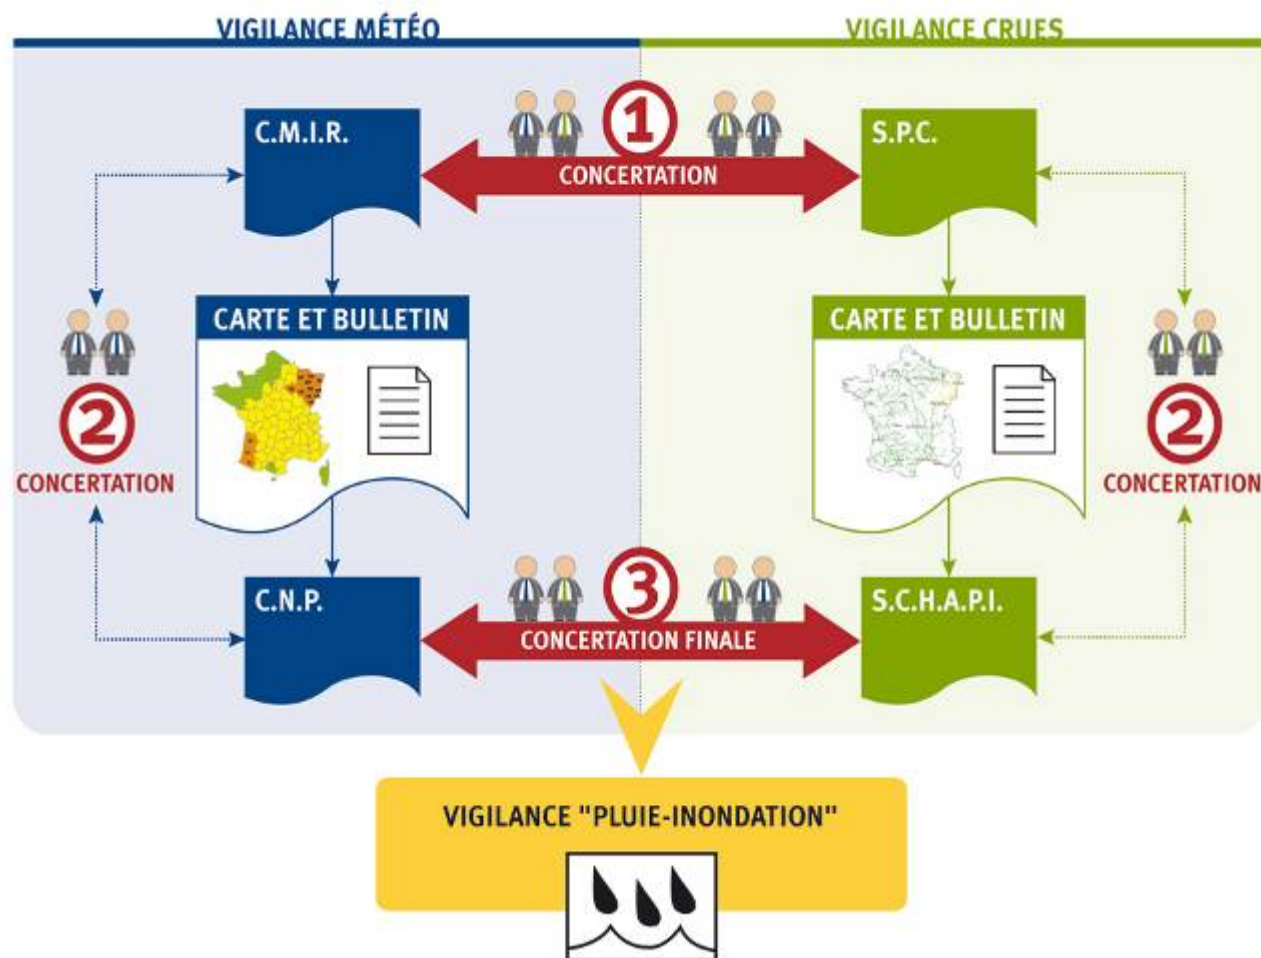 VIGILANCE MÉTÉO
VIGILANCE CRUES
C.M.I.R.
1
CONCERTATION
S.P.C.
CARTE ET BULLETIN
CARTE ET BULLETIN
2
CONCERTATION
2
CONCERTATION
C.N.P.
3
CONCERTATION FINALE
S.C.H.A.P.I.
VIGILANCE "PLUIE-INONDATION"